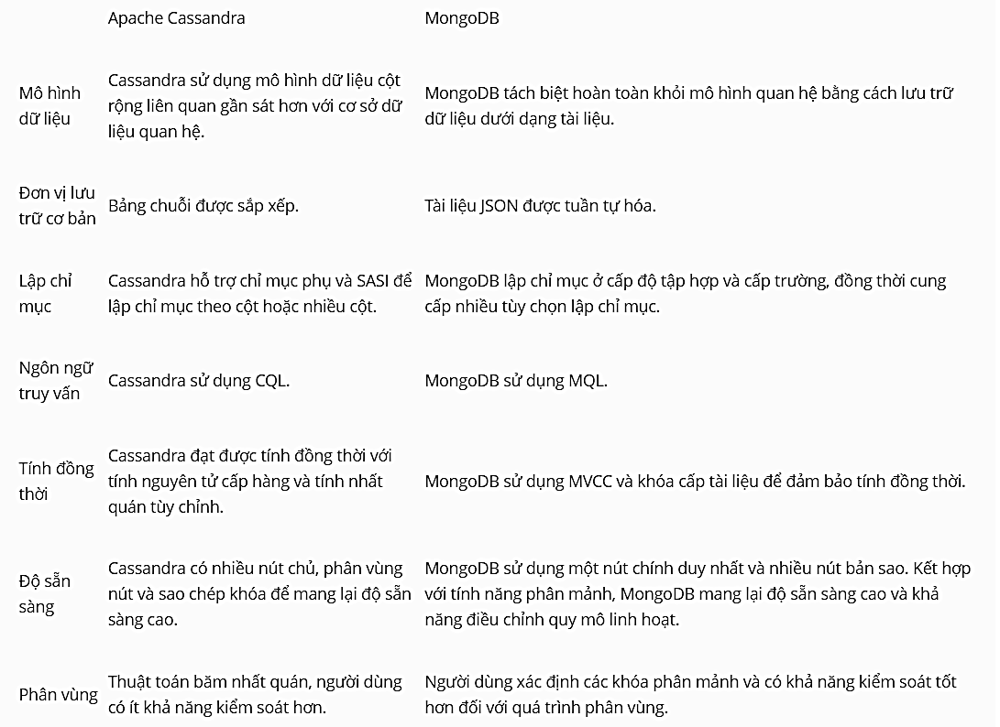 Apache Cassandra MongoDB
Mô hình dữ liệu
Cassandra sử dụng mô hình dữ liệu cột
rộng liên quan gần sát hơn với cơ sở dữ
liệu quan hệ.
MongoDB tách biệt hoàn toàn khỏi mô hình quan hệ bằng cách lưu trữ
dữ liệu dưới dạng tài liệu.
Đơn vị lưu
trữ cơ bản
Bảng chuỗi được sắp xếp.
Tài liệu JSON được tuần tự hóa.
Lập chỉ
mục
Cassandra hỗ trợ chỉ mục phụ và SASI để
lập chỉ mục theo cột hoặc nhiều cột.
MongoDB lập chỉ mục ở cấp độ tập hợp và cấp trường, đồng thời cung
cấp nhiều tùy chọn lập chỉ mục.
Ngôn ngữ
truy vấn
Cassandra sử dụng CQL.
MongoDB sử dụng MQL.
Tính đồng
thời
Cassandra đạt được tính đồng thời với
tính nguyên tử cấp hàng và tính nhất
quán tùy chỉnh.
MongoDB sử dụng MVCC và khóa cấp tài liệu để đảm bảo tính đồng thời.
Độ sẵn
sàng
Cassandra có nhiều nút chủ, phân vùng
nút và sao chép khóa để mang lại độ sẵn
sàng cao.
MongoDB sử dụng một nút chính duy nhất và nhiều nút bản sao. Kết hợp
với tính năng phân mảnh, MongoDB mang lại độ sẵn sàng cao và khả
năng điều chỉnh quy mô linh hoạt.
Phân vùng
Thuật toán băm nhất quán, người dùng
có ít khả năng kiểm soát hơn.
Người dùng xác định các khóa phân mảnh và có khả năng kiểm soát tốt
hơn đối với quá trình phân vùng.